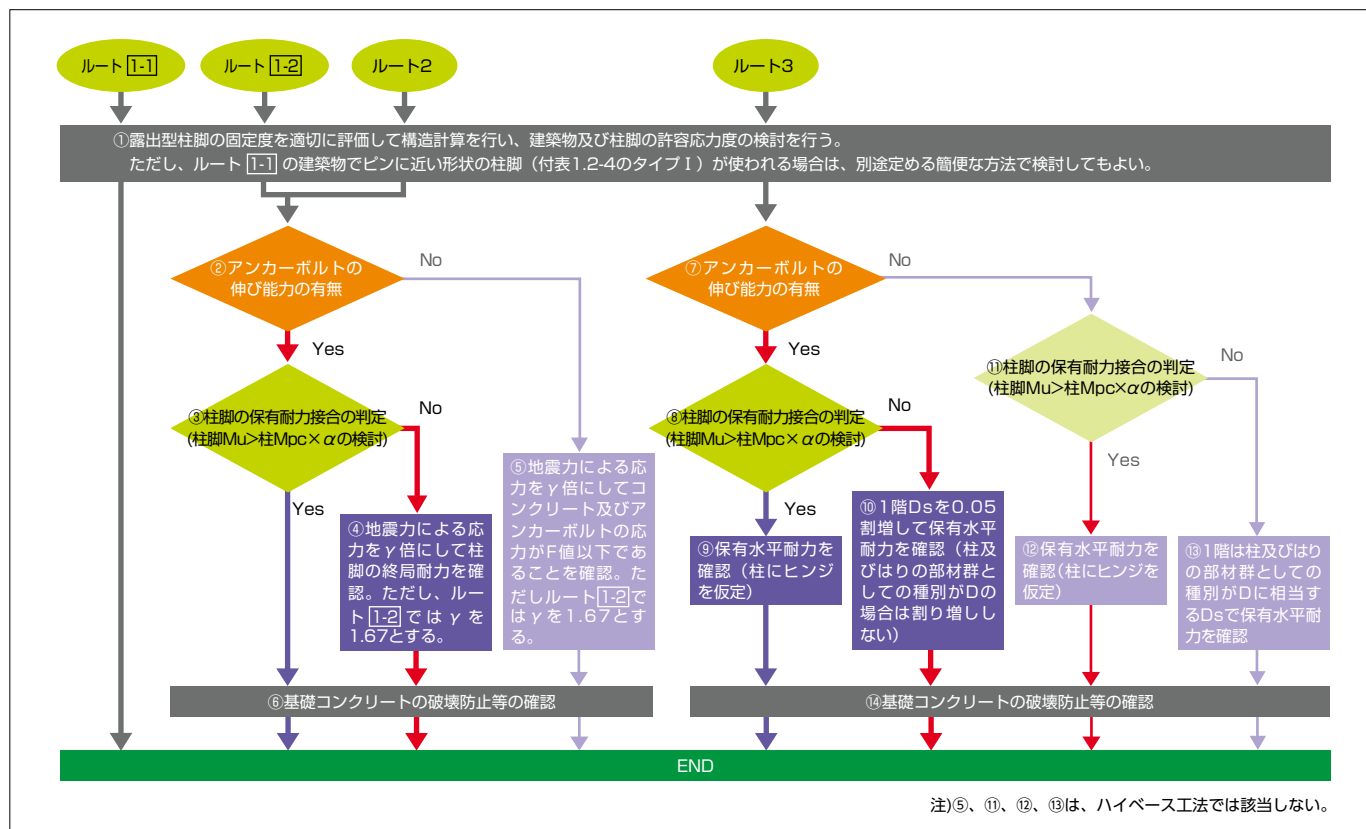 ルート 1-1
ルート 1-2
ルート2
ルート3
①露出型柱脚の固定度を適切に評価して構造計算を行い、建築物及び柱脚の許容応力度の検討を行う。
ただし、ルート 1-1 の建築物でピンに近い形状の柱脚（付表1.2-4のタイプⅠ）が使われる場合は、別途定める簡便な方法で検討してもよい。
②アンカーボルトの
伸び能力の有無
No
Yes
③柱脚の保有耐力接合の判定
(柱脚Mu>柱Mpc×αの検討)
No
Yes
④地震力による応
力をγ倍にして柱
脚の終局耐力を確
認。ただし、ルー
ト 1-2 ではγを
1.67とする。
⑤地震力による応
力をγ倍にしてコ
ンクリート及びア
ンカーボルトの応
力がF値以下であ
ることを確認。た
だしルート 1-2 で
はγを1.67とす
る。
⑥基礎コンクリートの破壊防止等の確認
⑦アンカーボルトの
伸び能力の有無
No
Yes
⑧柱脚の保有耐力接合の判定
(柱脚Mu>柱Mpc×αの検討)
No
Yes
⑨保有水平耐力を
確認（柱にヒンジ
を仮定）
⑩1階Dsを0.05
割増して保有水平
耐力を確認（柱及
びはりの部材群と
しての種別がDの
場合は割り増しし
ない）
⑪柱脚の保有耐力接合の判定
(柱脚Mu>柱Mpc×αの検討)
No
Yes
⑫保有水平耐力を
確認(柱にヒンジを
仮定）
⑬1階は柱及びはり
の部材群としての
種別がDに相当す
るDsで保有水平耐
力を確認
⑭基礎コンクリートの破壊防止等の確認
END
注)⑤、⑪、⑫、⑬は、ハイベース工法では該当しない。